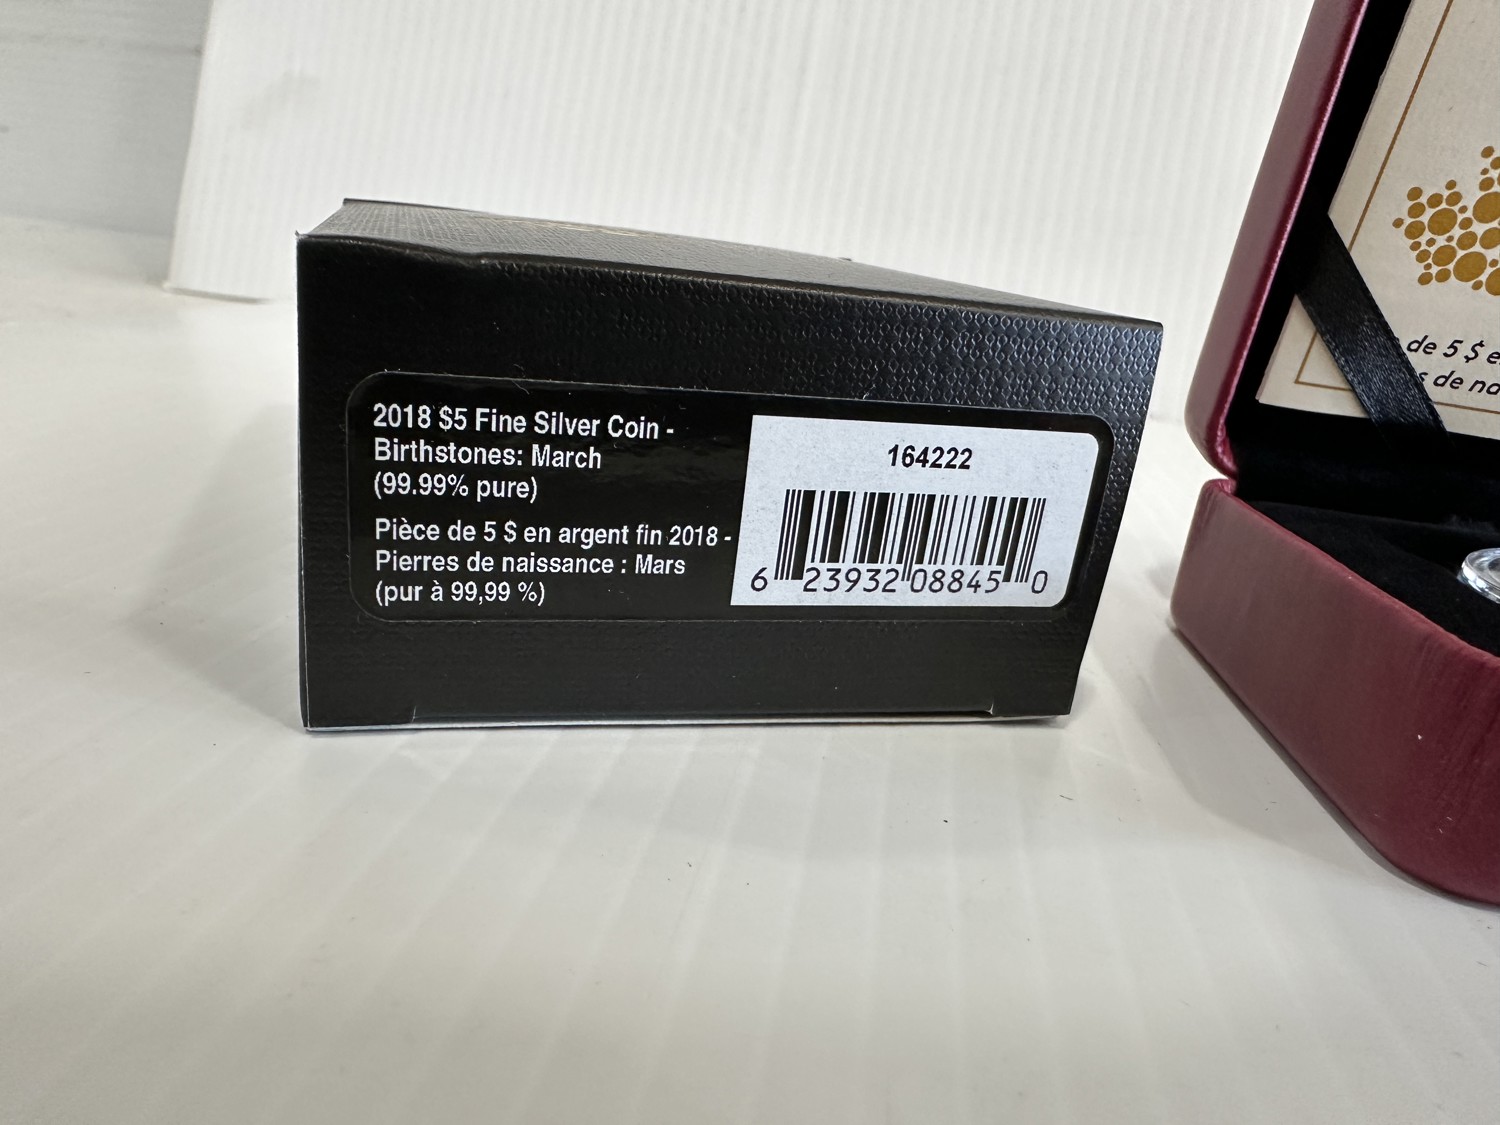 2018 $5 Fine Silver Coin -
Birthstones: March
(99.99% pure)
Pièce de 5 $ en argent fin 2018 -
Pierres de naissance : Mars
(pur à 99,99 %)
164222
6 23932 08845 0
de 5 $
de